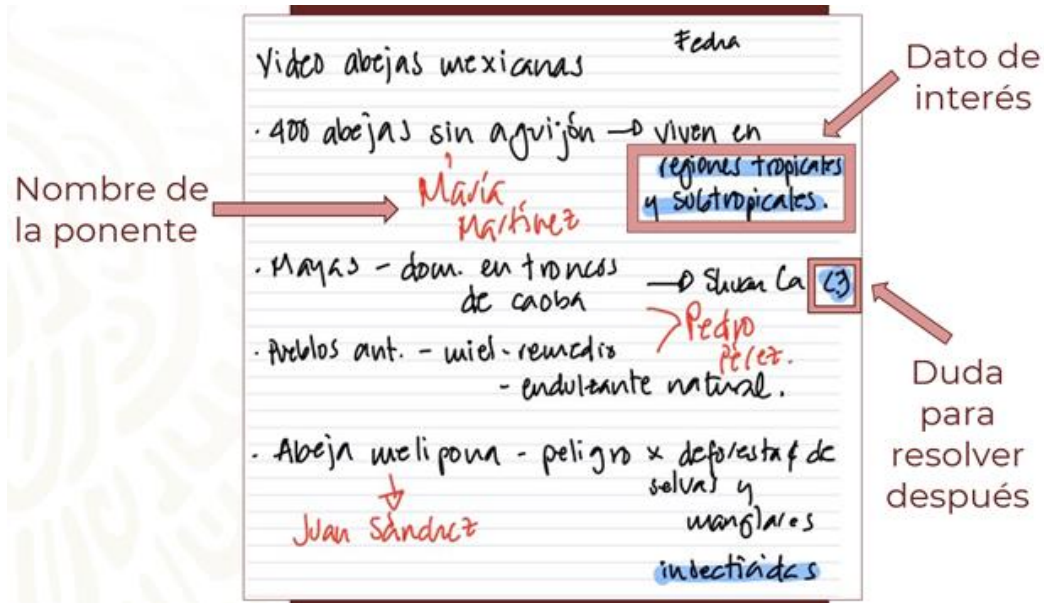 Fecha
Video abejas mexicanas
Dato de
interés
· 400 abejas sin aguijón → viven en
regiones tropicales
y subtropicales.
Nombre de
la ponente
María
Martínez
· Mayas - dom. en troncos
de caoba
→ Shuan Ca (?)
Pedro
Pérez.
· Pueblos ant. - miel - remedio
- endulzante natural.
Duda
para
resolver
después
· Abeja melipona - peligro x deforestaţ de
selvas y
manglares
insecticidas
Juan Sánchez